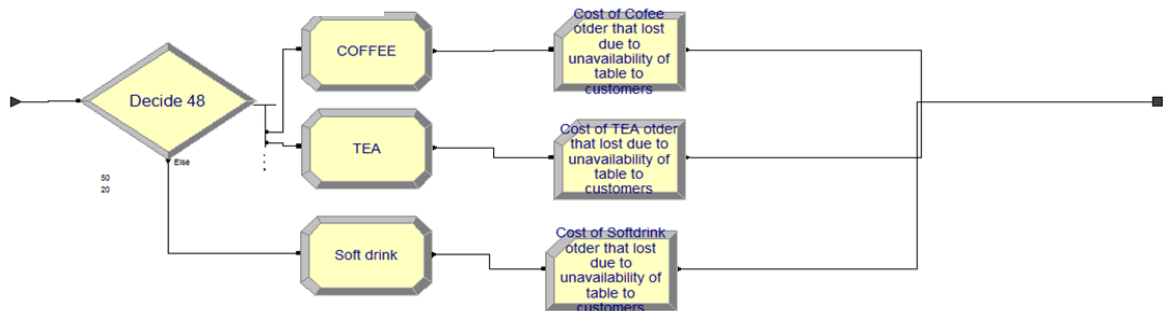 Decide 48
Else
50
20
COFFEE
TEA
Soft drink
Cost of Cofee
otder that lost
due to
unavailability of
table to
customers
Cost of TEA otder
that lost due to
unavailability of
table to
customers
Cost of Softdrink
otder that lost
due to
unavailability of
table to
customers